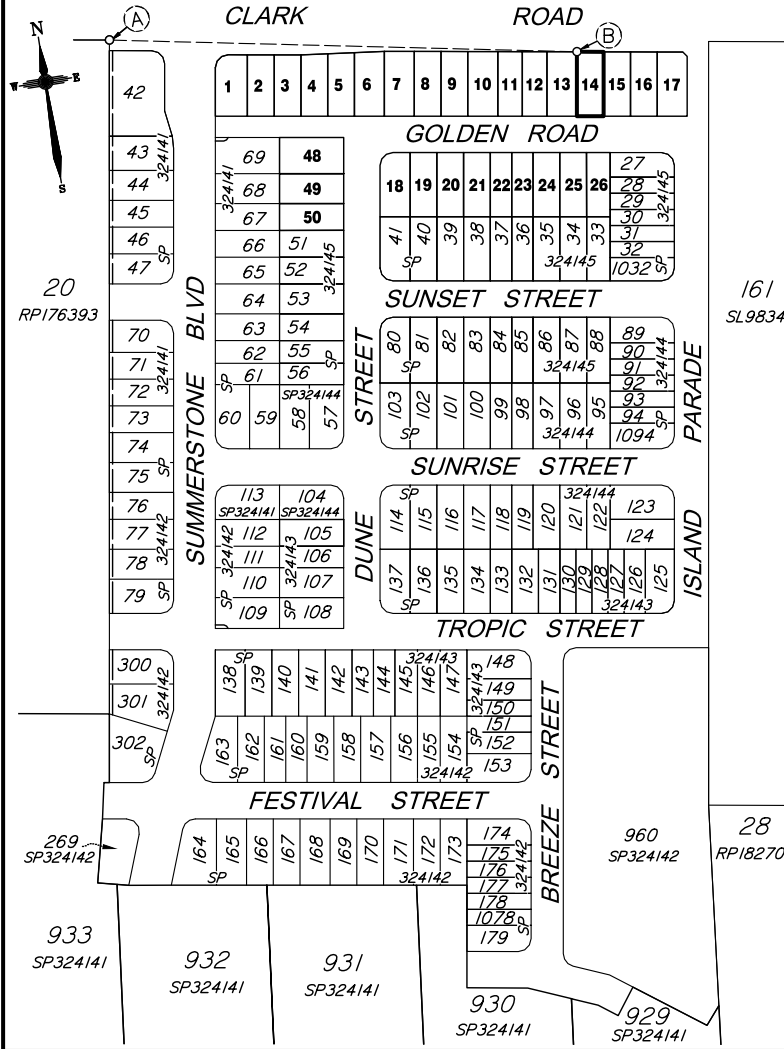 CLARK ROAD
A
B
N
W E
S
1 2 3 4 5 6 7 8 9 10 11 12 13 14 15 16 17
GOLDEN ROAD
42
43
44
45
46
47
SP 324141
20
RP176393
69
68
67
324141
66
65
64
63
62
61
SP
60 59
48
49
50
51
52
53
54
55
56
SP 324145
SP324144
58 57
18 19 20 21 22 23 24 25 26
41 40 39 38 37 36 35 34 33
SP 324145
27
28
29
30
31
32
1032
SP 324145
161
SL9834
SUNSET STREET
SUMMERSTONE BLVD
DUNE STREET
ISLAND PARADE
70
71
72
73
74
75
SP 324141
76
77
78
79
SP 324142
80 81 82 83 84 85 86 87 88
SP 324145
103 102 101 100 99 98 97 96 95
SP 324144
89
90
91
92
93
94
1094
SP 324144
SUNRISE STREET
113
SP324141
104
SP324144
112
111
110
109
SP 324142
105
106
107
108
SP 324143
114 115 116 117 118 119 120 121 122
SP 324144
123
124
137 136 135 134 133 132 131 130 129 128 127 126 125
SP 324143
TROPIC STREET
300
301
302
SP 324142
138 139 140 141 142 143 144 145 146 147
SP 324143
148
149
150
151
152
153
SP 324143
163 162 161 160 159 158 157 156 155 154
SP 324142
FESTIVAL STREET
BREEZE STREET
269
SP324142
164 165 166 167 168 169 170 171 172 173
SP 324142
174
175
176
177
178
1078
179
SP 324142
960
SP324142
28
RP18270
933
SP324141
932
SP324141
931
SP324141
930
SP324141
929
SP324141